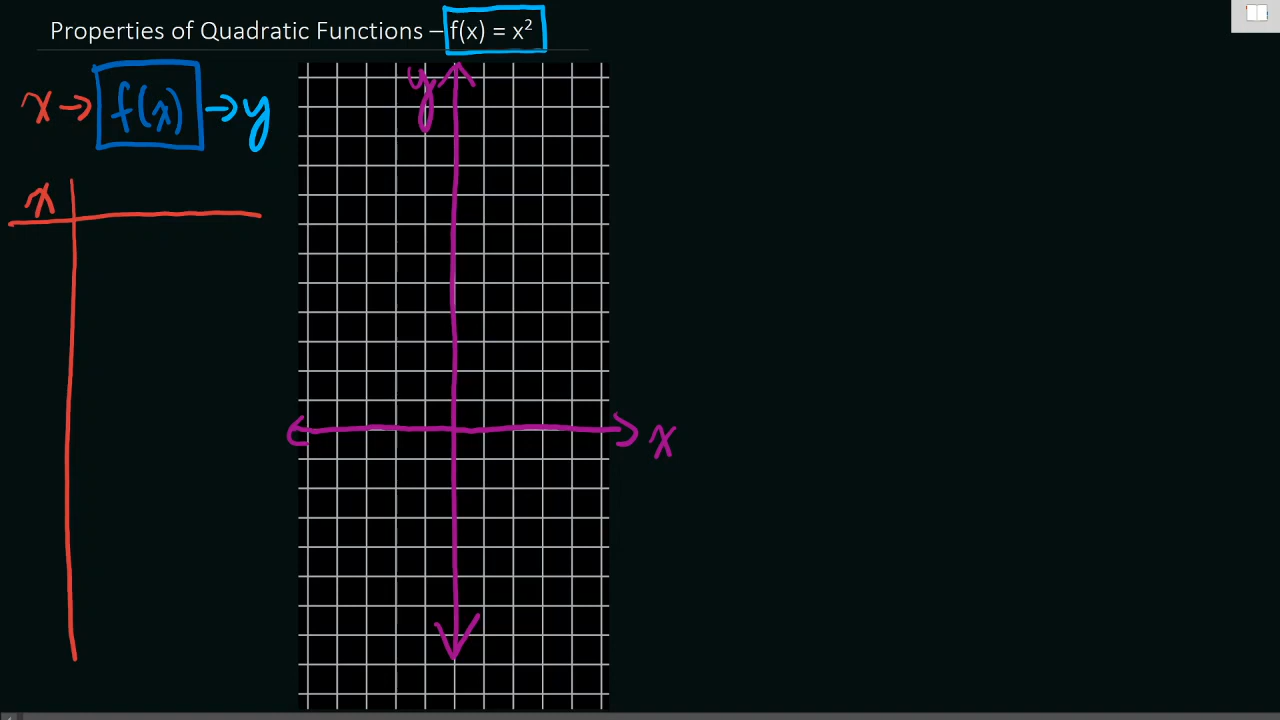 Properties of Quadratic Functions – f(x) = x²
x → f(x) → y
x
y
x